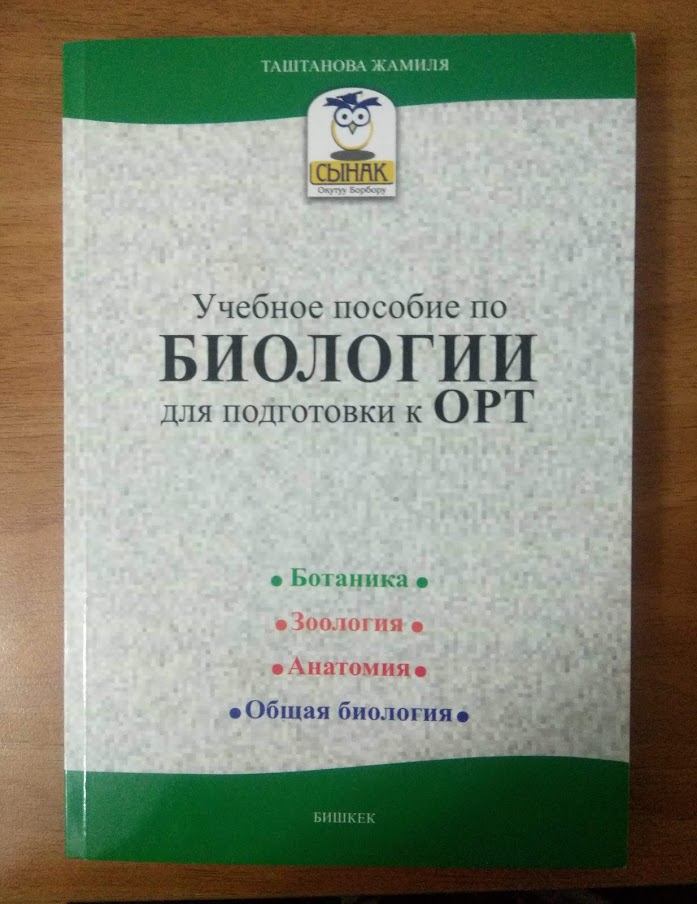 ТАШТАНОВА ЖАМИЛЯ
СЫНАК
Окутуу Борбору
Учебное пособие по
БИОЛОГИИ
для подготовки к ОРТ
• Ботаника •
• Зоология •
• Анатомия •
• Общая биология •
БИШКЕК